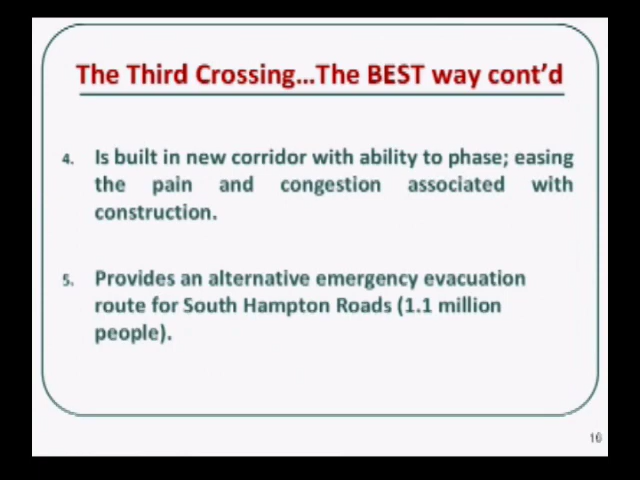 The Third Crossing...The BEST way cont'd
4. Is built in new corridor with ability to phase; easing
the pain and congestion associated with
construction.
5. Provides an alternative emergency evacuation
route for South Hampton Roads (1.1 million
people).
16